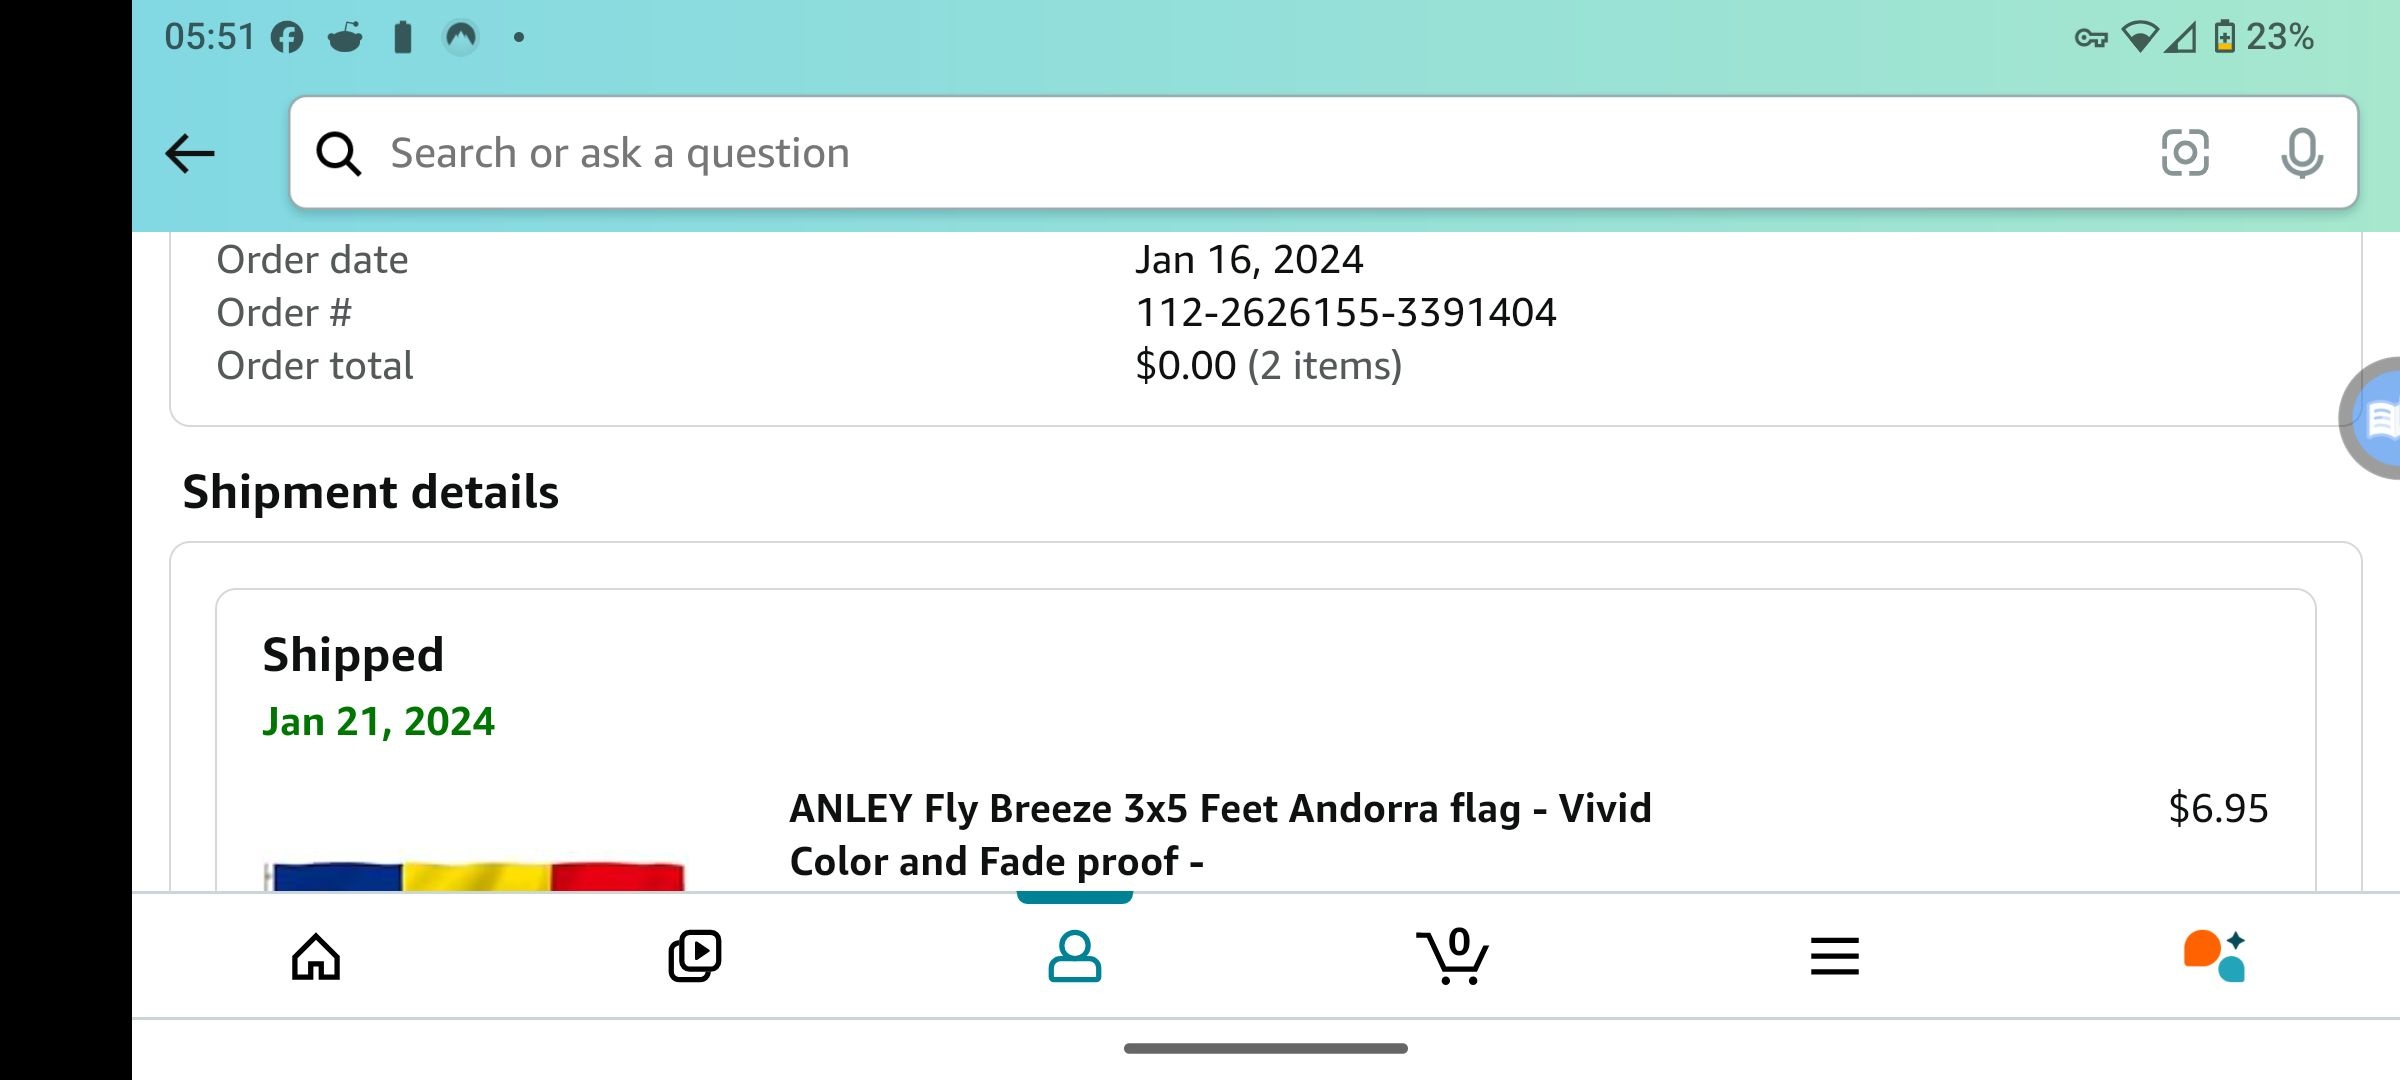 05:51 23%
Search or ask a question
Order date Jan 16, 2024
Order # 112-2626155-3391404
Order total $0.00 (2 items)
Shipment details
Shipped
Jan 21, 2024
ANLEY Fly Breeze 3x5 Feet Andorra flag - Vivid $6.95
Color and Fade proof -
0